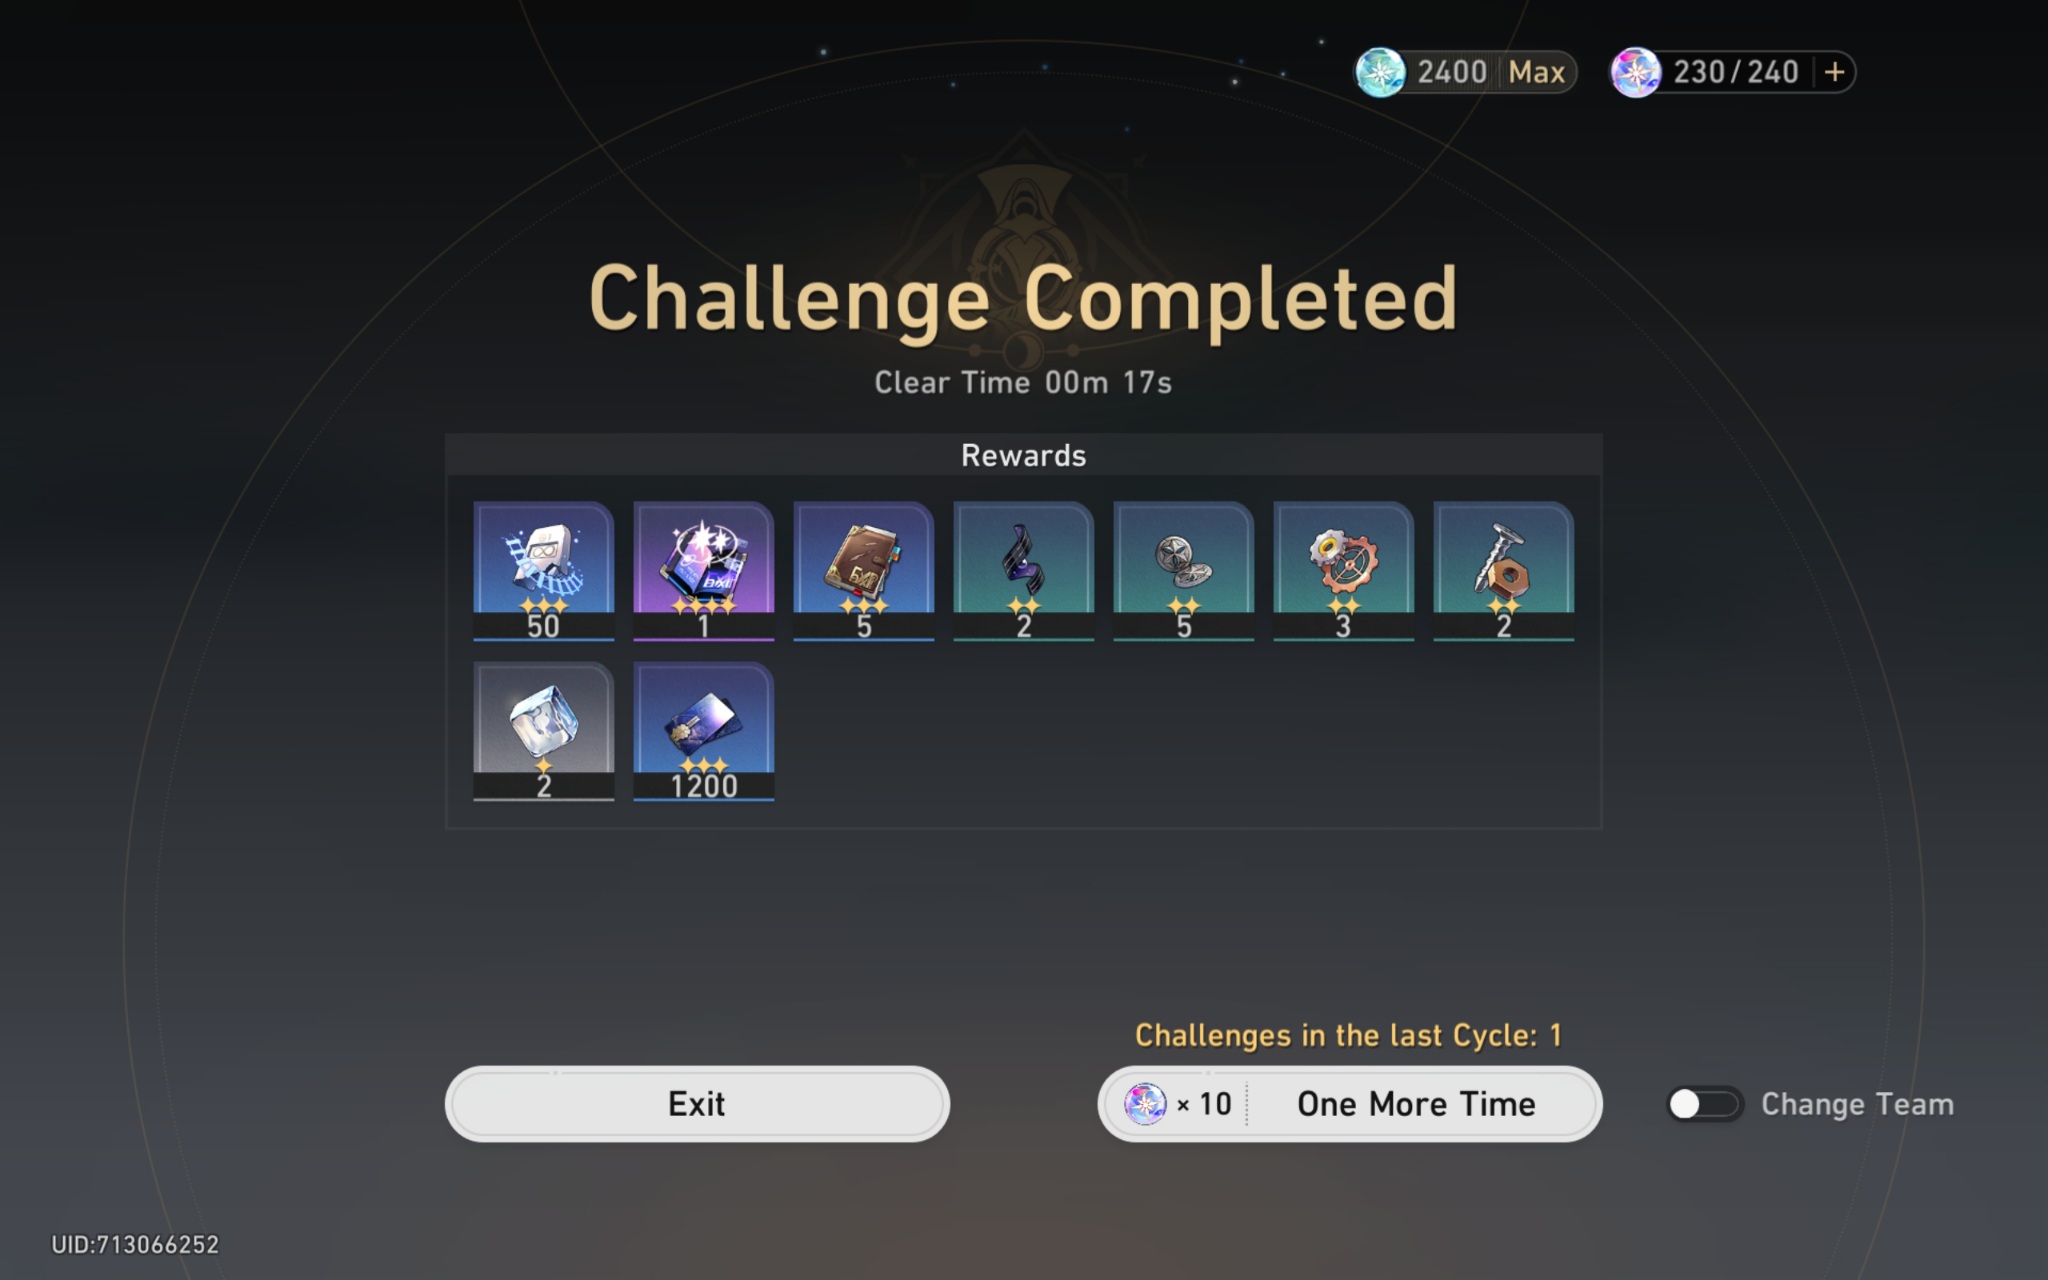 2400 Max
230/240 +
Challenge Completed
Clear Time 00m 17s
Rewards
50
1
5
2
5
3
2
2
1200
Challenges in the last Cycle: 1
Exit
× 10 One More Time
Change Team
UID:713066252